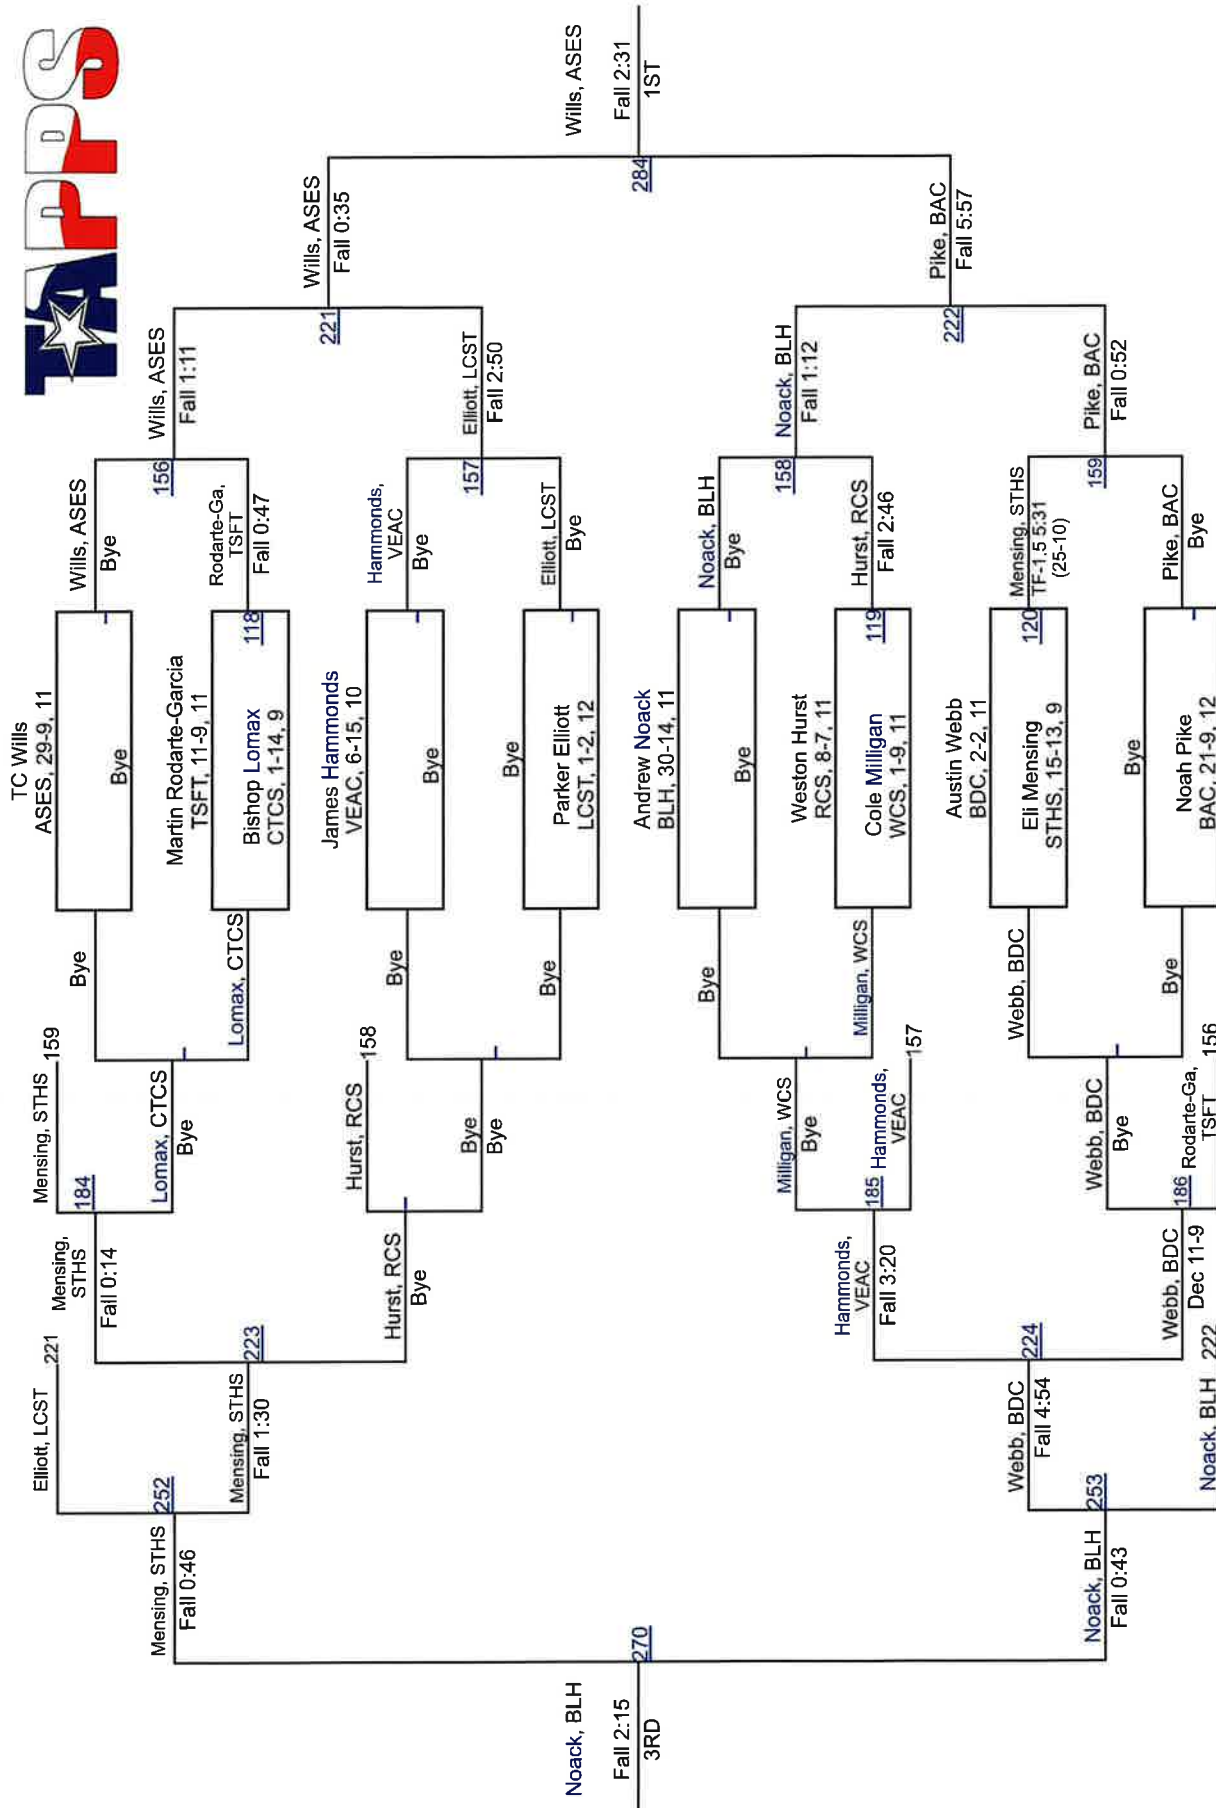 TAPPS
TC Wills
ASES, 29-9, 11
Bye
Martin Rodarte-Garcia
TSFT, 11-9, 11
Bishop Lomax
CTCS, 1-14, 9
118
James Hammonds
VEAC, 6-15, 10
Bye
Bye
Parker Elliott
LCST, 1-2, 12
Andrew Noack
BLH, 30-14, 11
Bye
Weston Hurst
RCS, 8-7, 11
Cole Milligan
WCS, 1-9, 11
119
Austin Webb
BDC, 2-2, 11
Eli Mensing
STHS, 15-13, 9
120
Bye
Noah Pike
BAC, 21-9, 12
Wills, ASES
Bye
156
Rodarte-Ga,
TSFT
Fall 0:47
Hammonds,
VEAC
Bye
157
Elliott, LCST
Bye
Noack, BLH
Bye
158
Hurst, RCS
Fall 2:46
Mensing, STHS
TF-1.5 5:31
(25-10)
159
Pike, BAC
Bye
Wills, ASES
Fall 1:11
221
Elliott, LCST
Fall 2:50
Noack, BLH
Fall 1:12
222
Pike, BAC
Fall 0:52
Wills, ASES
Fall 0:35
284
Pike, BAC
Fall 5:57
Wills, ASES
Fall 2:31
1ST
Bye
Lomax, CTCS
Bye
Bye
Bye
Milligan, WCS
Webb, BDC
Bye
Mensing, STHS 159
184
Lomax, CTCS
Bye
Hurst, RCS 158
Bye
Bye
Milligan, WCS
Bye
185
Hammonds,
VEAC
157
Webb, BDC
Bye
186
Rodarte-Ga,
TSFT
156
Mensing,
STHS
Fall 0:14
223
Hurst, RCS
Bye
Hammonds,
VEAC
Fall 3:20
224
Webb, BDC
Dec 11-9
Elliott, LCST 221
252
Mensing, STHS
Fall 1:30
Webb, BDC
Fall 4:54
253
Noack, BLH 222
Mensing, STHS
Fall 0:46
270
Noack, BLH
Fall 0:43
Noack, BLH
Fall 2:15
3RD